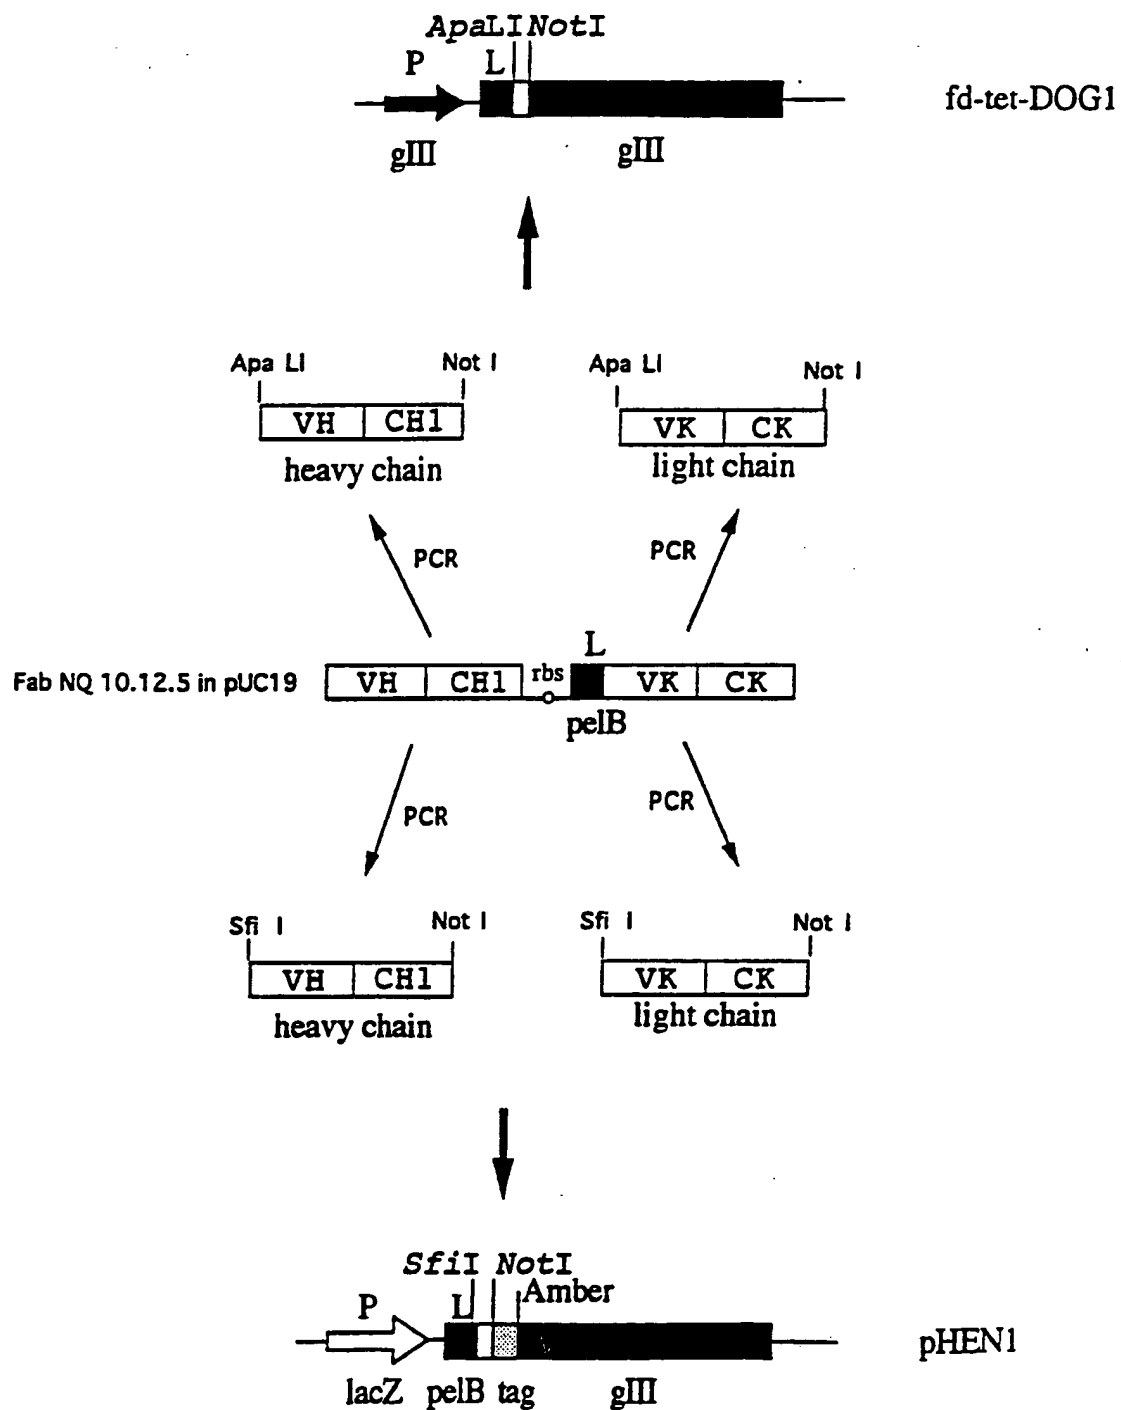 ApaLI NotI
P L
fd-tet-DOG1
gIII gIII
Apa LI Not I Apa LI Not I
VH CH1 VK CK
heavy chain light chain
PCR PCR
L
Fab NQ 10.12.5 in pUC19 VH CH1 rbs VK CK
pelB
PCR PCR
Sfi I Not I Sfi I Not I
VH CH1 VK CK
heavy chain light chain
SfiI NotI
P L Amber
pHEN1
lacZ pelB tag gIII